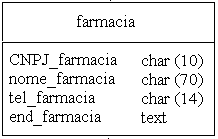 farmacia
CNPJ_farmacia char (10)
nome_farmacia char (70)
tel_farmacia char (14)
end_farmacia text